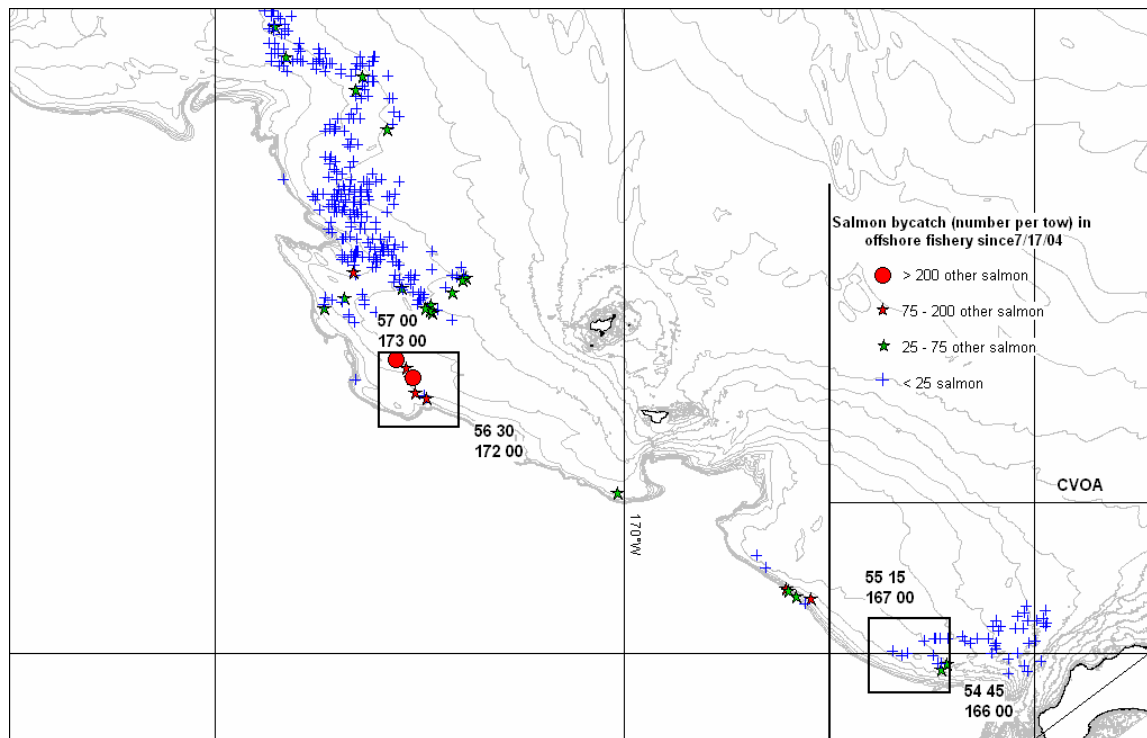 Salmon bycatch (number per tow) in
offshore fishery since7/17/04
> 200 other salmon
75 - 200 other salmon
25 - 75 other salmon
< 25 salmon
57 00
173 00
56 30
172 00
170°W
CVOA
55 15
167 00
54 45
166 00